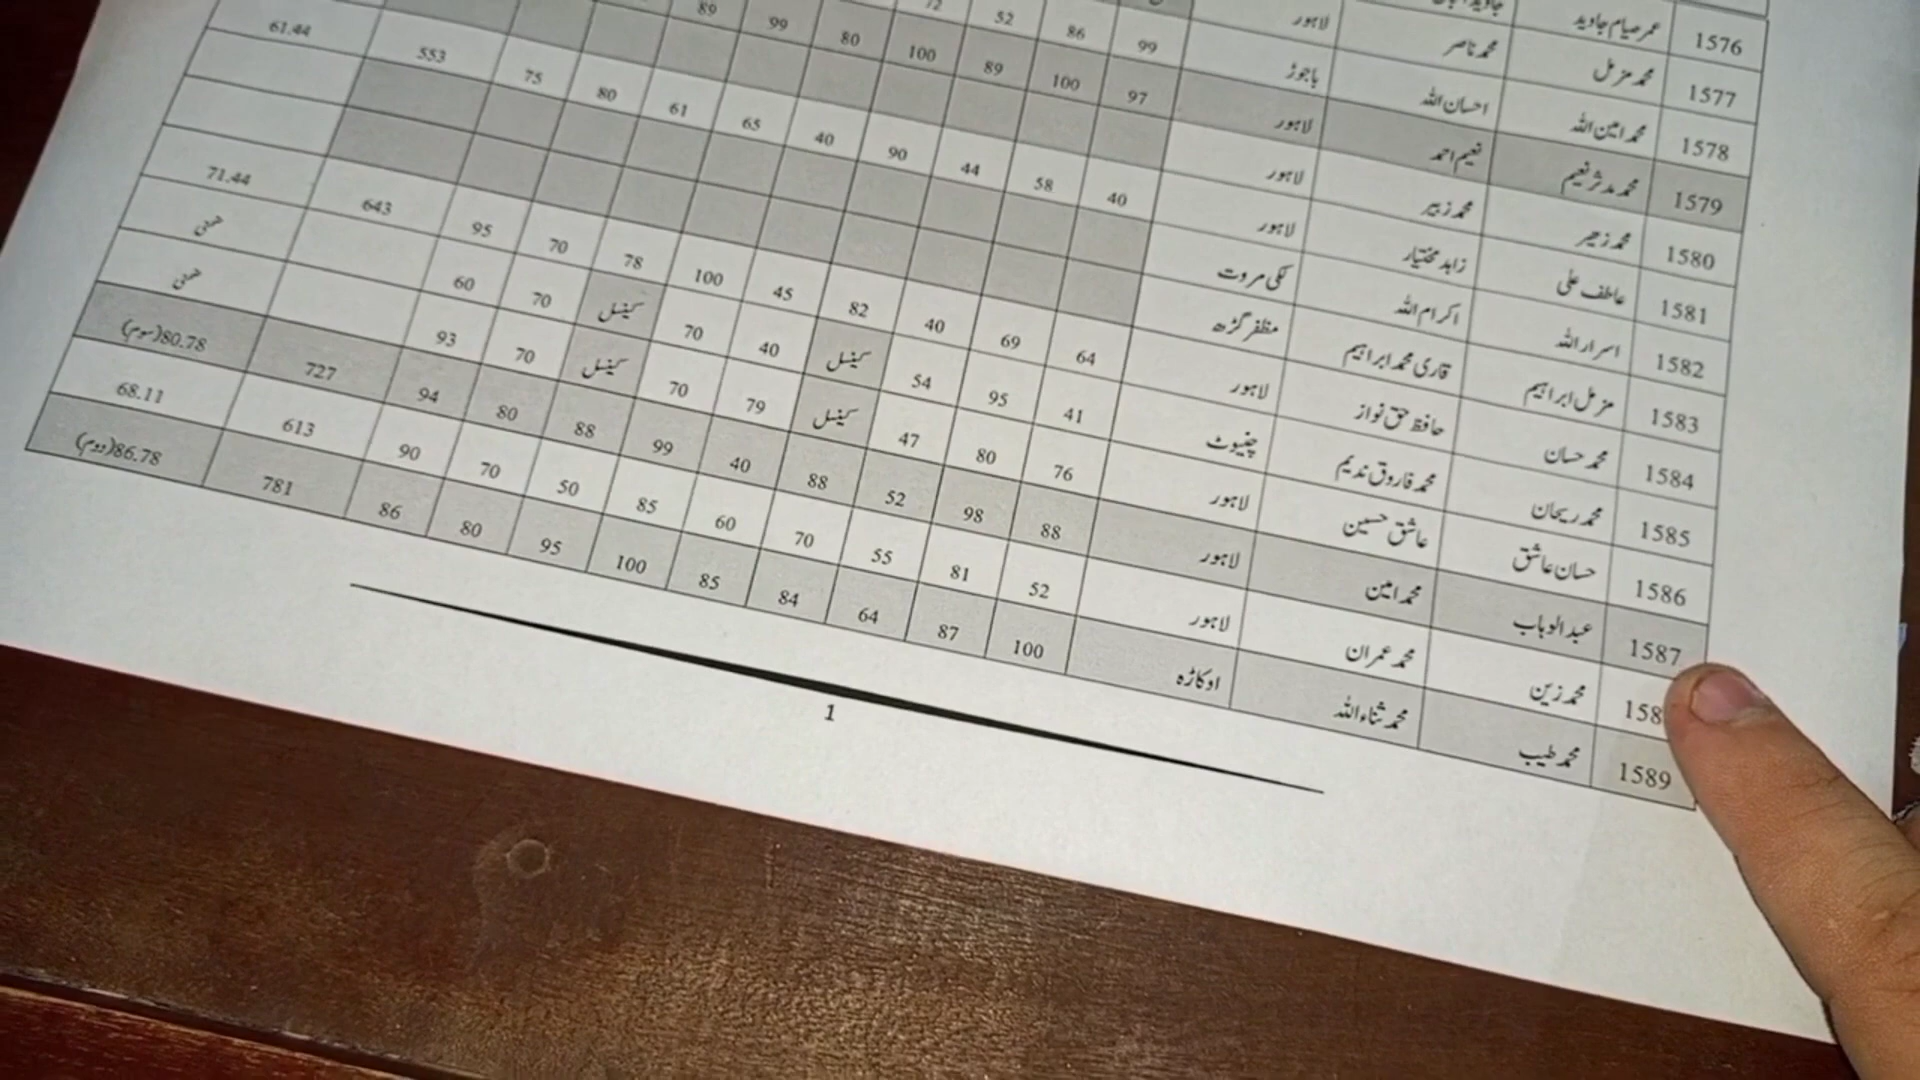 1576 عمر صیام جاوید جاوید
1577 محمد مزمل محمد ناصر لاہور
1578 محمد امین اللہ احسان اللہ باجوڑ 99 86 52 72
1579 محمد مدثر نعیم نعیم احمد لاہور 97 100 89 100 80 99 89
1580 محمد زحیر محمد زبیر لاہور
1581 عاطف علی زاہد مختیار لاہور 40 58 44 90 40 65 61 80 75 553 61.44
1582 اسرار اللہ اکرام اللہ لکی مروت
1583 مزمل ابراہیم قاری محمد ابراہیم مظفر گڑھ
1584 محمد حسان حافظ حق نواز لاہور 64 69 40 82 45 100 78 70 95 643 71.44
1585 محمد ریحان محمد فاروق ندیم چنیوٹ 41 95 54 کینسل 40 70 کینسل 70 60 ضمنی
1586 حسان عاشق عاشق حسین لاہور 76 80 47 کینسل 79 70 کینسل 70 93 ضمنی
1587 عبدالوہاب محمد امین لاہور 88 98 52 88 40 99 88 80 94 727 80.78(سوم)
158 محمد زین محمد عمران لاہور 52 81 55 70 60 85 50 70 90 613 68.11
1589 محمد طیب محمد ثناءاللہ اوکاڑہ 100 87 64 84 85 100 95 80 86 781 86.78(دوم)
1